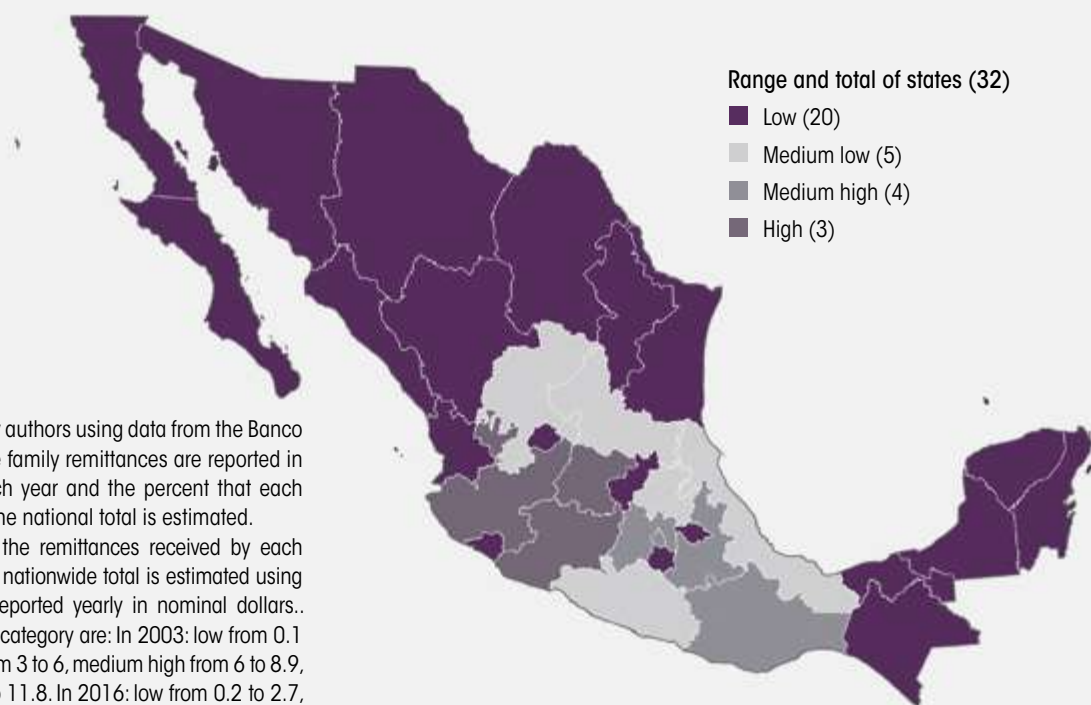 Range and total of states (32)
Low (20)
Medium low (5)
Medium high (4)
High (3)
authors using data from the Banco
family remittances are reported in
ch year and the percent that each
he national total is estimated.
the remittances received by each
nationwide total is estimated using
eported yearly in nominal dollars..
category are: In 2003: low from 0.1
m 3 to 6, medium high from 6 to 8.9,
11.8. In 2016: low from 0.2 to 2.7,